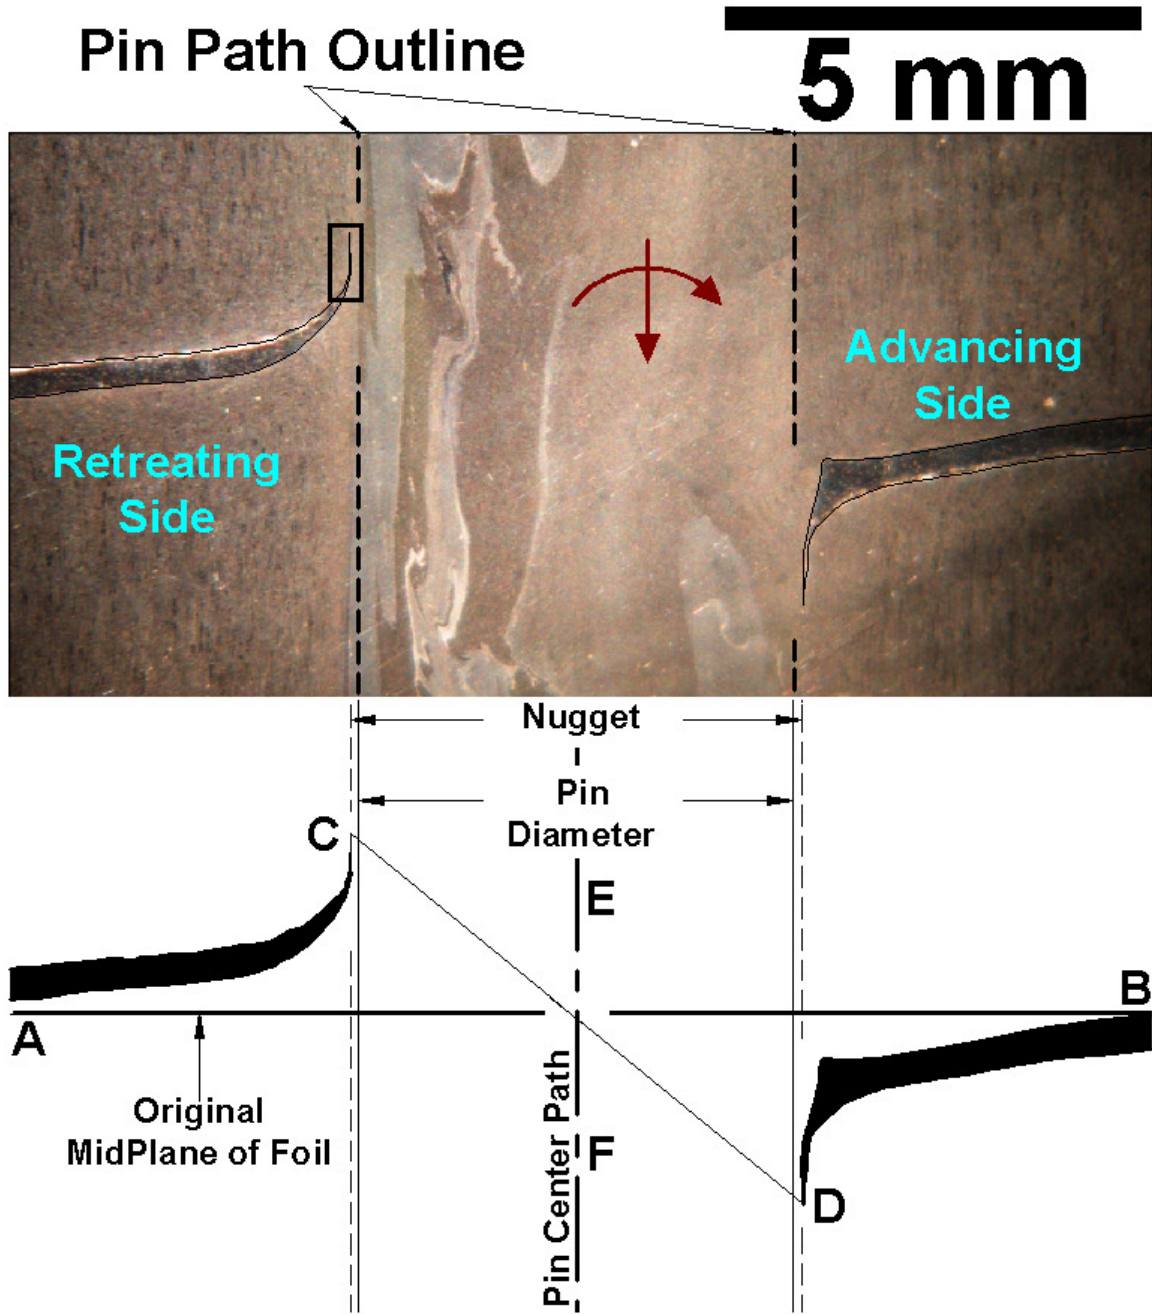 Pin Path Outline
5 mm
Advancing
Side
Retreating
Side
Nugget
Pin
Diameter
C
E
B
A
Original
MidPlane of Foil
Pin Center Path
F
D